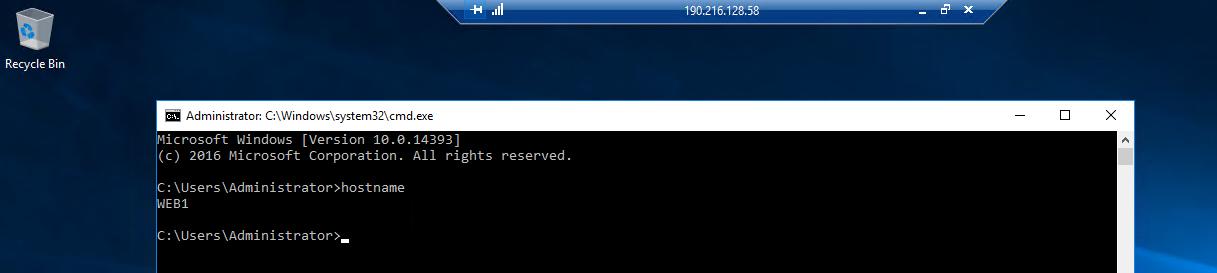 190.216.128.58
Recycle Bin
Administrator: C:\Windows\system32\cmd.exe
Microsoft Windows [Version 10.0.14393]
(c) 2016 Microsoft Corporation. All rights reserved.
C:\Users\Administrator>hostname
WEB1
C:\Users\Administrator>